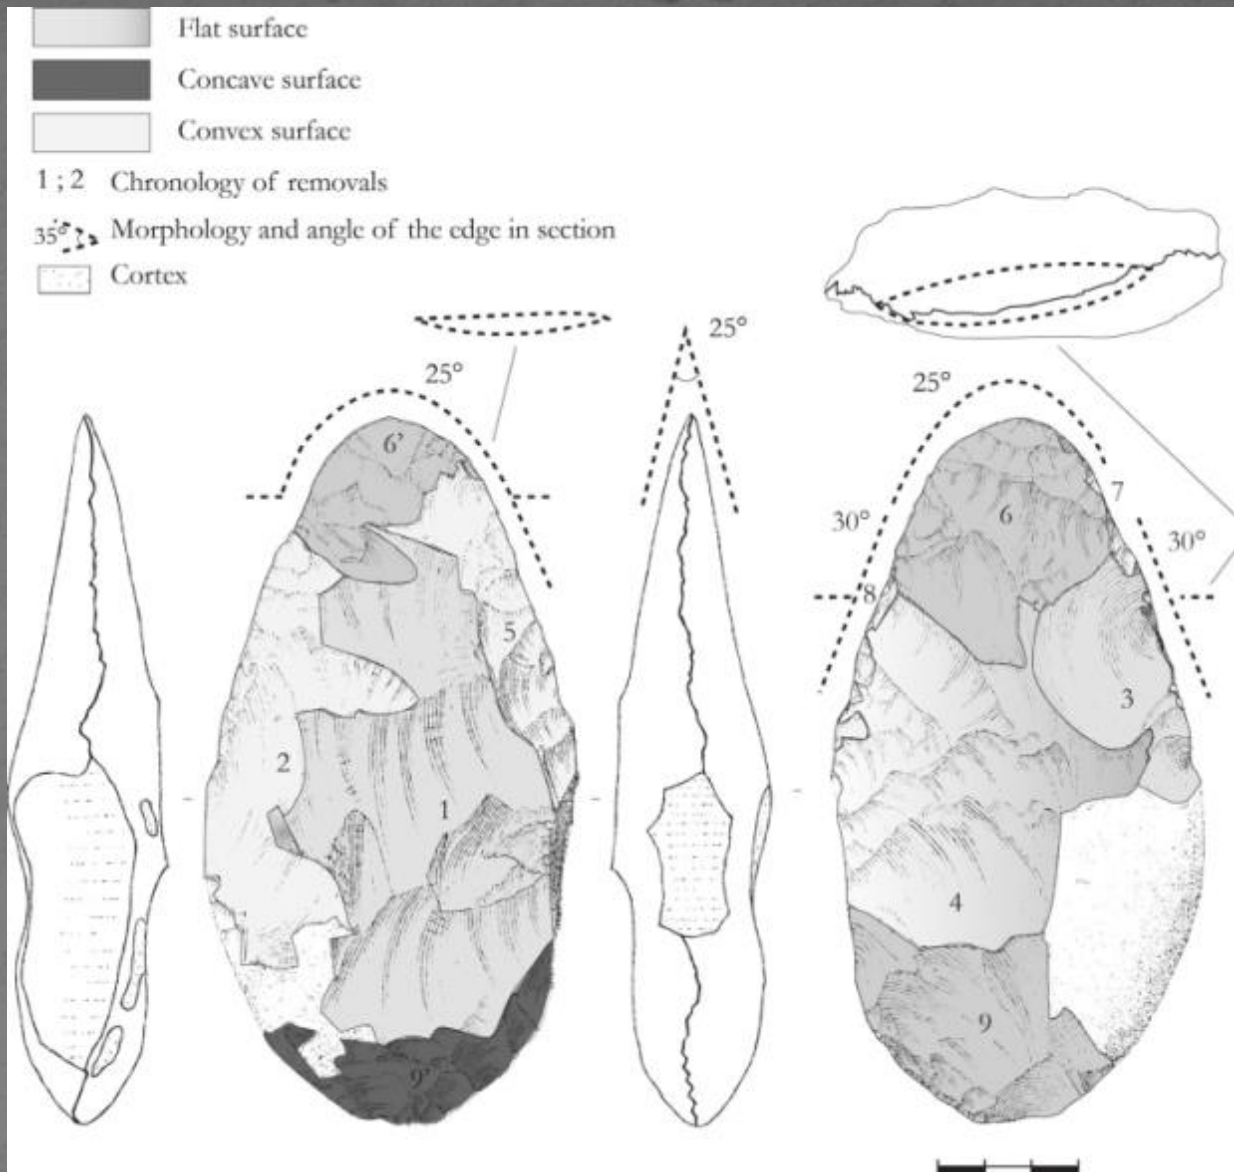 Flat surface
Concave surface
Convex surface
1 ; 2 Chronology of removals
35° Morphology and angle of the edge in section
Cortex
25°
25°
25°
6'
6
7
30°
30°
8
5
3
2
1
4
9
9'